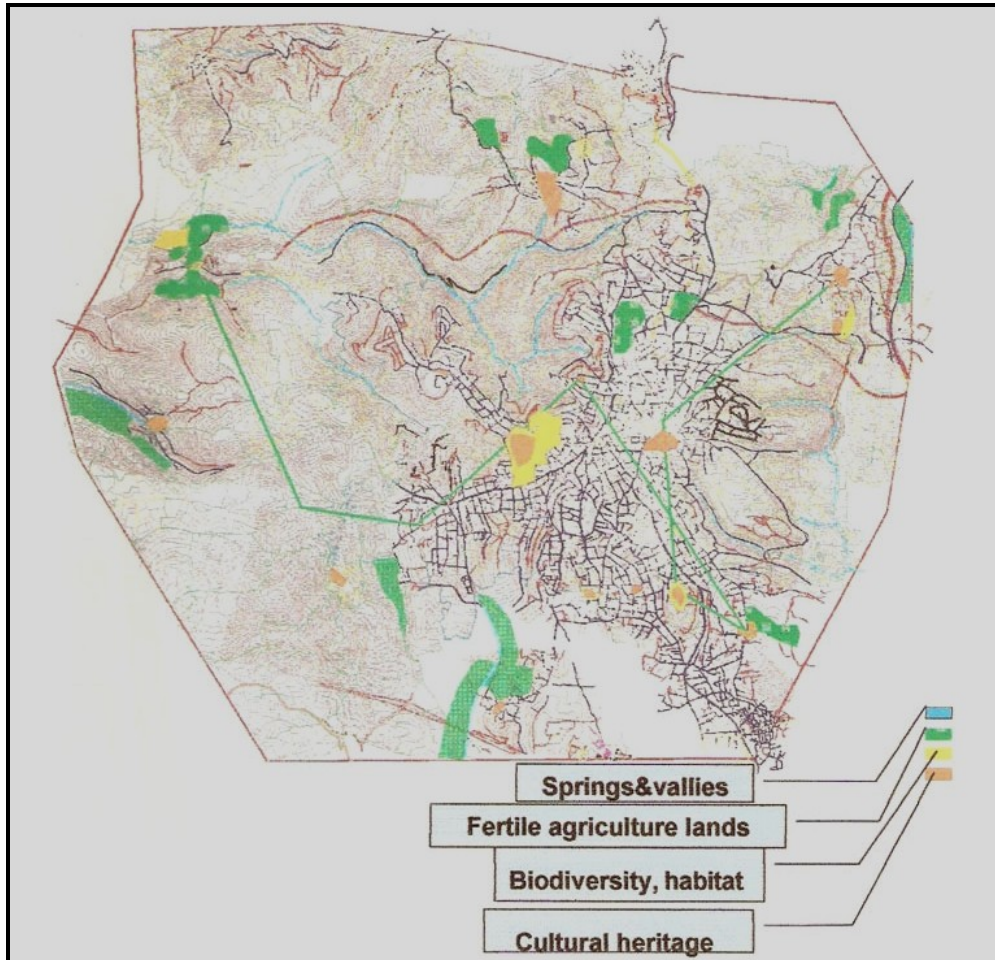 Springs&vallies
Fertile agriculture lands
Biodiversity, habitat
Cultural heritage